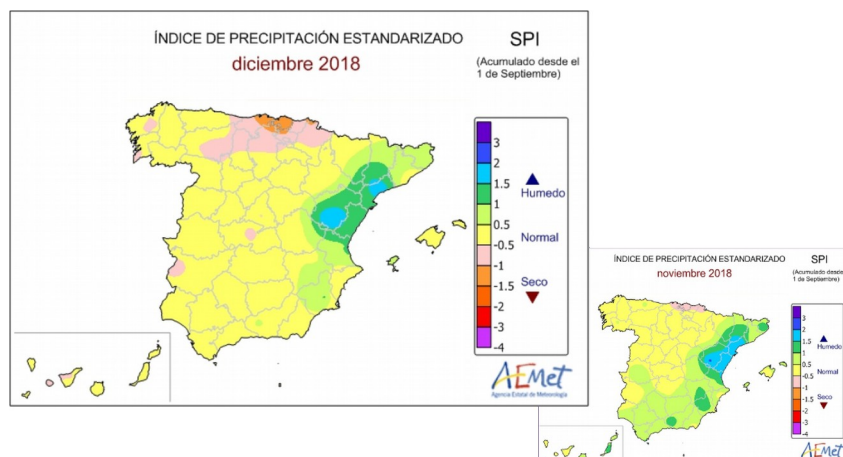 ÍNDICE DE PRECIPITACIÓN ESTANDARIZADO
diciembre 2018
SPI
(Acumulado desde el
1 de Septiembre)
3
2
1.5
1
0.5
-0.5
-1
-1.5
-2
-3
-4
Humedo
Normal
Seco
AEmet
Agencia Estatal de Meteorología
ÍNDICE DE PRECIPITACIÓN ESTANDARIZADO
noviembre 2018
SPI
(Acumulado desde el
1 de Septiembre)
3
2
1.5
1
0.5
-0.5
-1
-1.5
-2
-3
-4
Humedo
Normal
Seco
AEmet